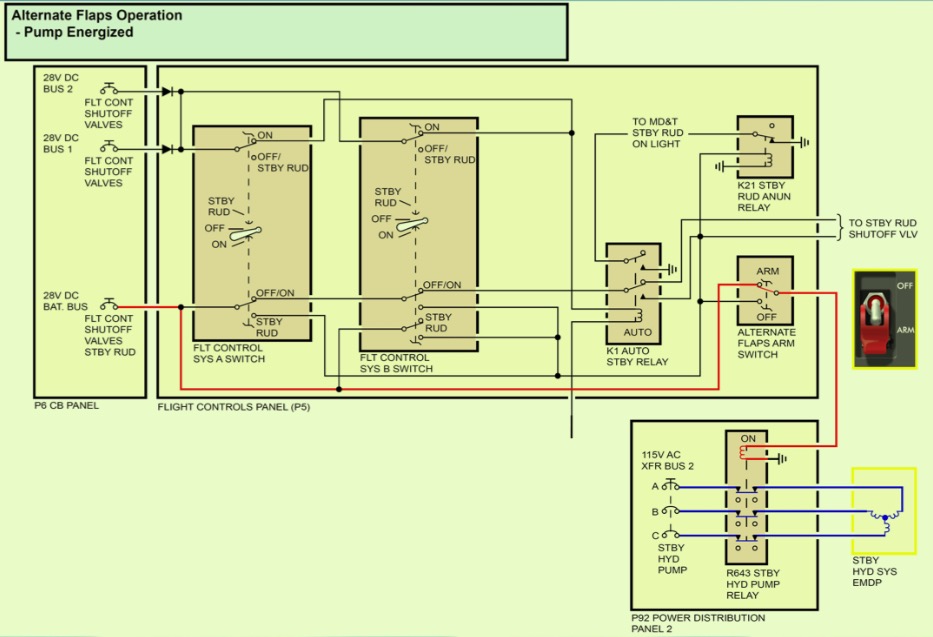 Alternate Flaps Operation
- Pump Energized
28V DC
BUS 2
FLT CONT
SHUTOFF
VALVES
28V DC
BUS 1
FLT CONT
SHUTOFF
VALVES
28V DC
BAT. BUS
FLT CONT
SHUTOFF
VALVES
STBY RUD
P6 CB PANEL
ON
OFF/
STBY RUD
STBY
RUD
OFF
ON
OFF/ON
STBY
RUD
FLT CONTROL
SYS A SWITCH
ON
OFF/
STBY RUD
STBY
RUD
OFF
ON
OFF/ON
STBY
RUD
FLT CONTROL
SYS B SWITCH
FLIGHT CONTROLS PANEL (P5)
TO MD&T
STBY RUD
ON LIGHT
K21 STBY
RUD ANUN
RELAY
TO STBY RUD
SHUTOFF VLV
AUTO
K1 AUTO
STBY RELAY
ARM
OFF
ALTERNATE
FLAPS ARM
SWITCH
OFF
ARM
115V AC
XFR BUS 2
A
B
C
STBY
HYD
PUMP
ON
R643 STBY
HYD PUMP
RELAY
STBY
HYD SYS
EMDP
P92 POWER DISTRIBUTION
PANEL 2